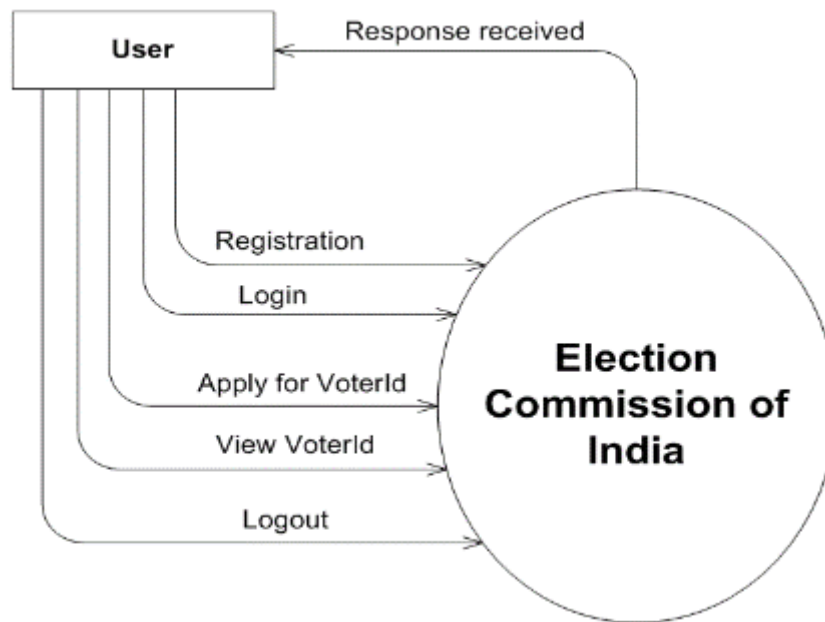 Response received
User
Registration
Login
Apply for VoterId
View VoterId
Logout
Election
Commission of
India